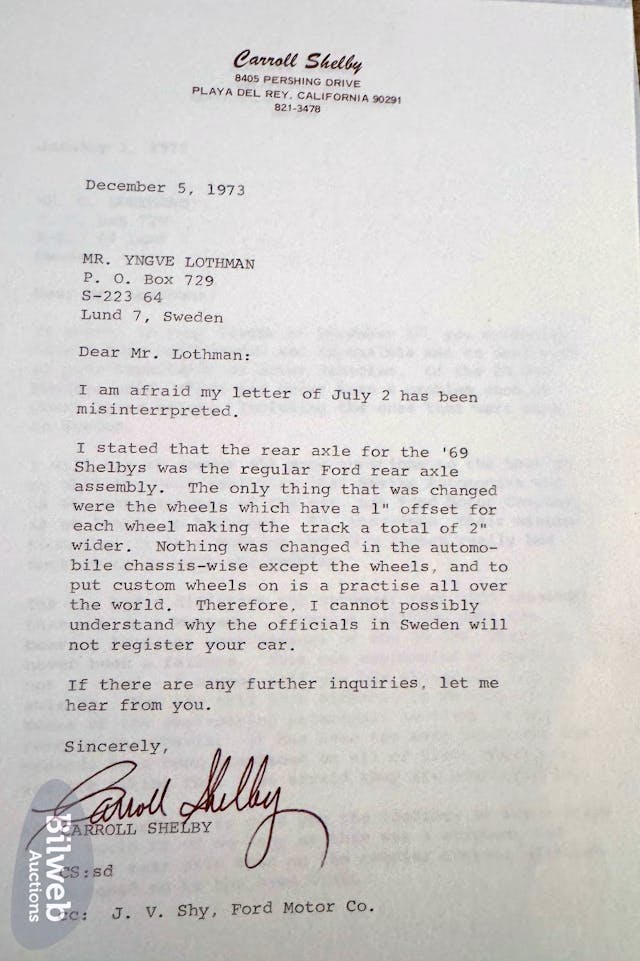 Carroll Shelby
8405 PERSHING DRIVE
PLAYA DEL REY, CALIFORNIA 90291
821-3478
December 5, 1973
MR. YNGVE LOTHMAN
P. O. Box 729
S-223 64
Lund 7, Sweden
Dear Mr. Lothman:
I am afraid my letter of July 2 has been
misinterrpreted.
I stated that the rear axle for the '69
Shelbys was the regular Ford rear axle
assembly. The only thing that was changed
were the wheels which have a 1" offset for
each wheel making the track a total of 2"
wider. Nothing was changed in the automo-
bile chassis-wise except the wheels, and to
put custom wheels on is a practise all over
the world. Therefore, I cannot possibly
understand why the officials in Sweden will
not register your car.
If there are any further inquiries, let me
hear from you.
Sincerely,
Carroll Shelby
CARROLL SHELBY
CS:sd
cc: J. V. Shy, Ford Motor Co.
Bilweb
Auctions